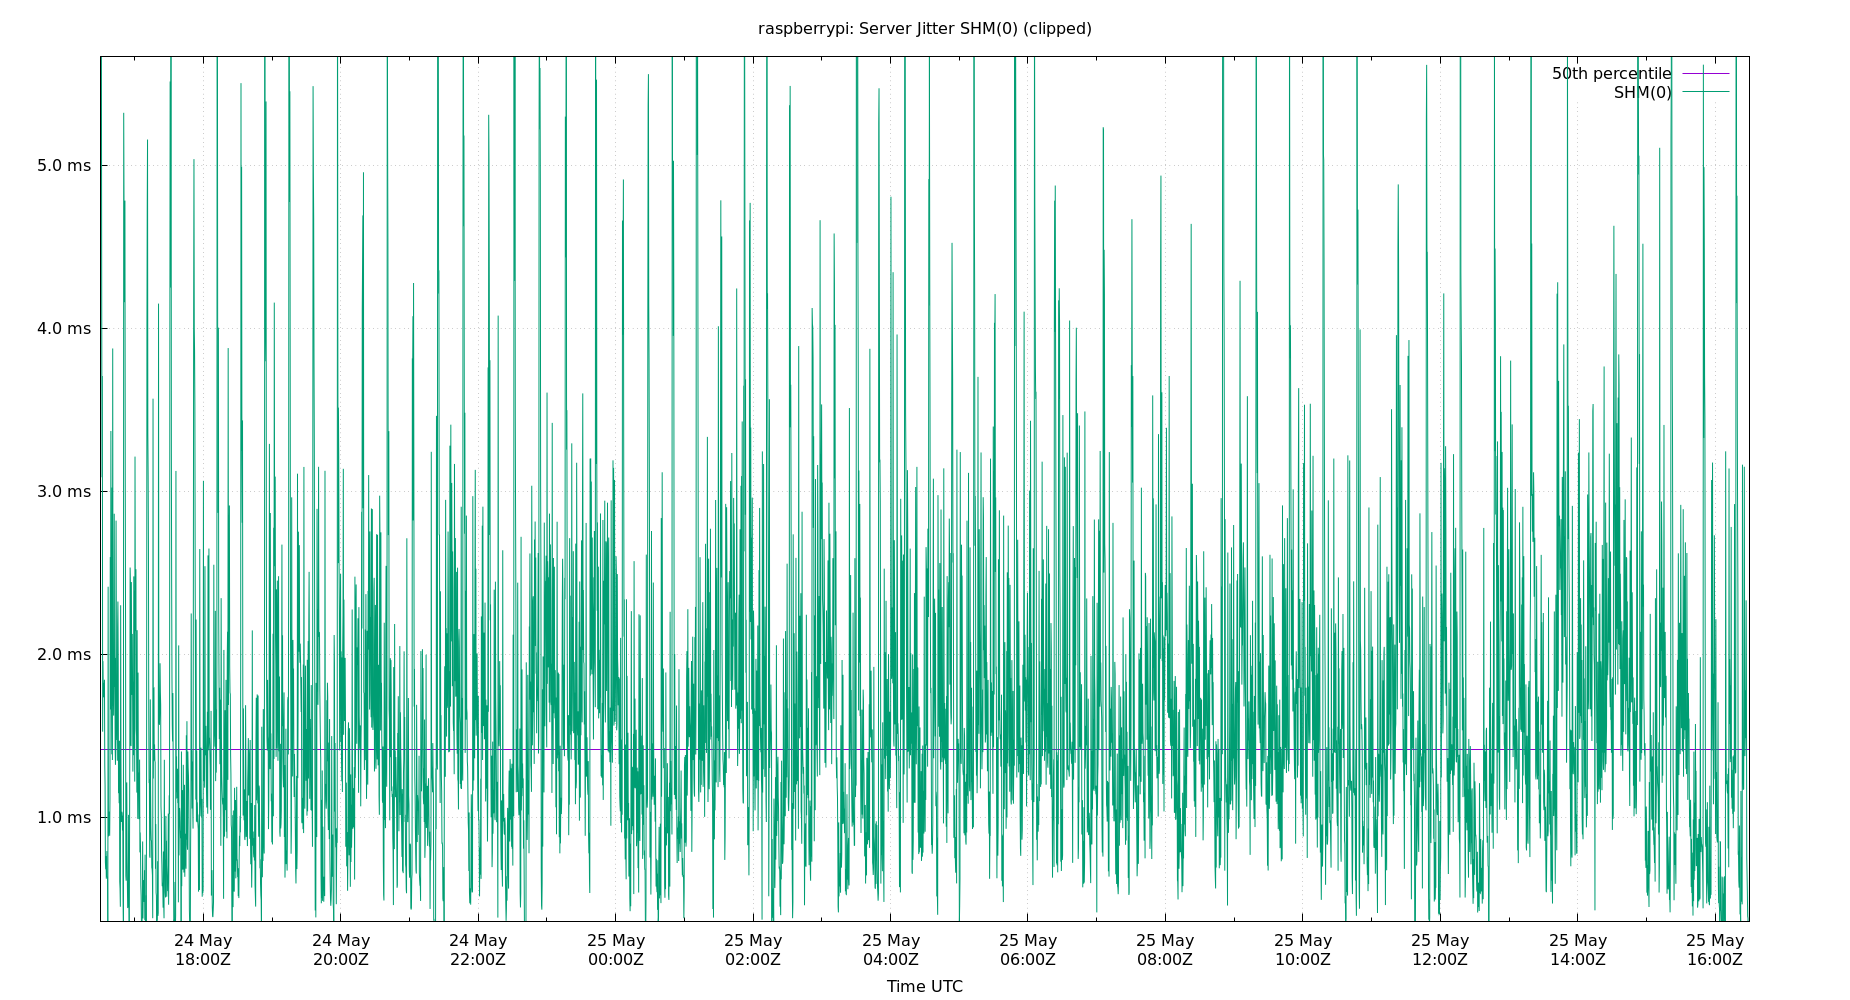 raspberrypi: Server Jitter SHM(0) (clipped)
50th percentile
SHM(0)
5.0 ms
4.0 ms
3.0 ms
2.0 ms
1.0 ms
24 May 24 May 24 May 25 May 25 May 25 May 25 May 25 May 25 May 25 May 25 May 25 May
18:00Z 20:00Z 22:00Z 00:00Z 02:00Z 04:00Z 06:00Z 08:00Z 10:00Z 12:00Z 14:00Z 16:00Z
Time UTC